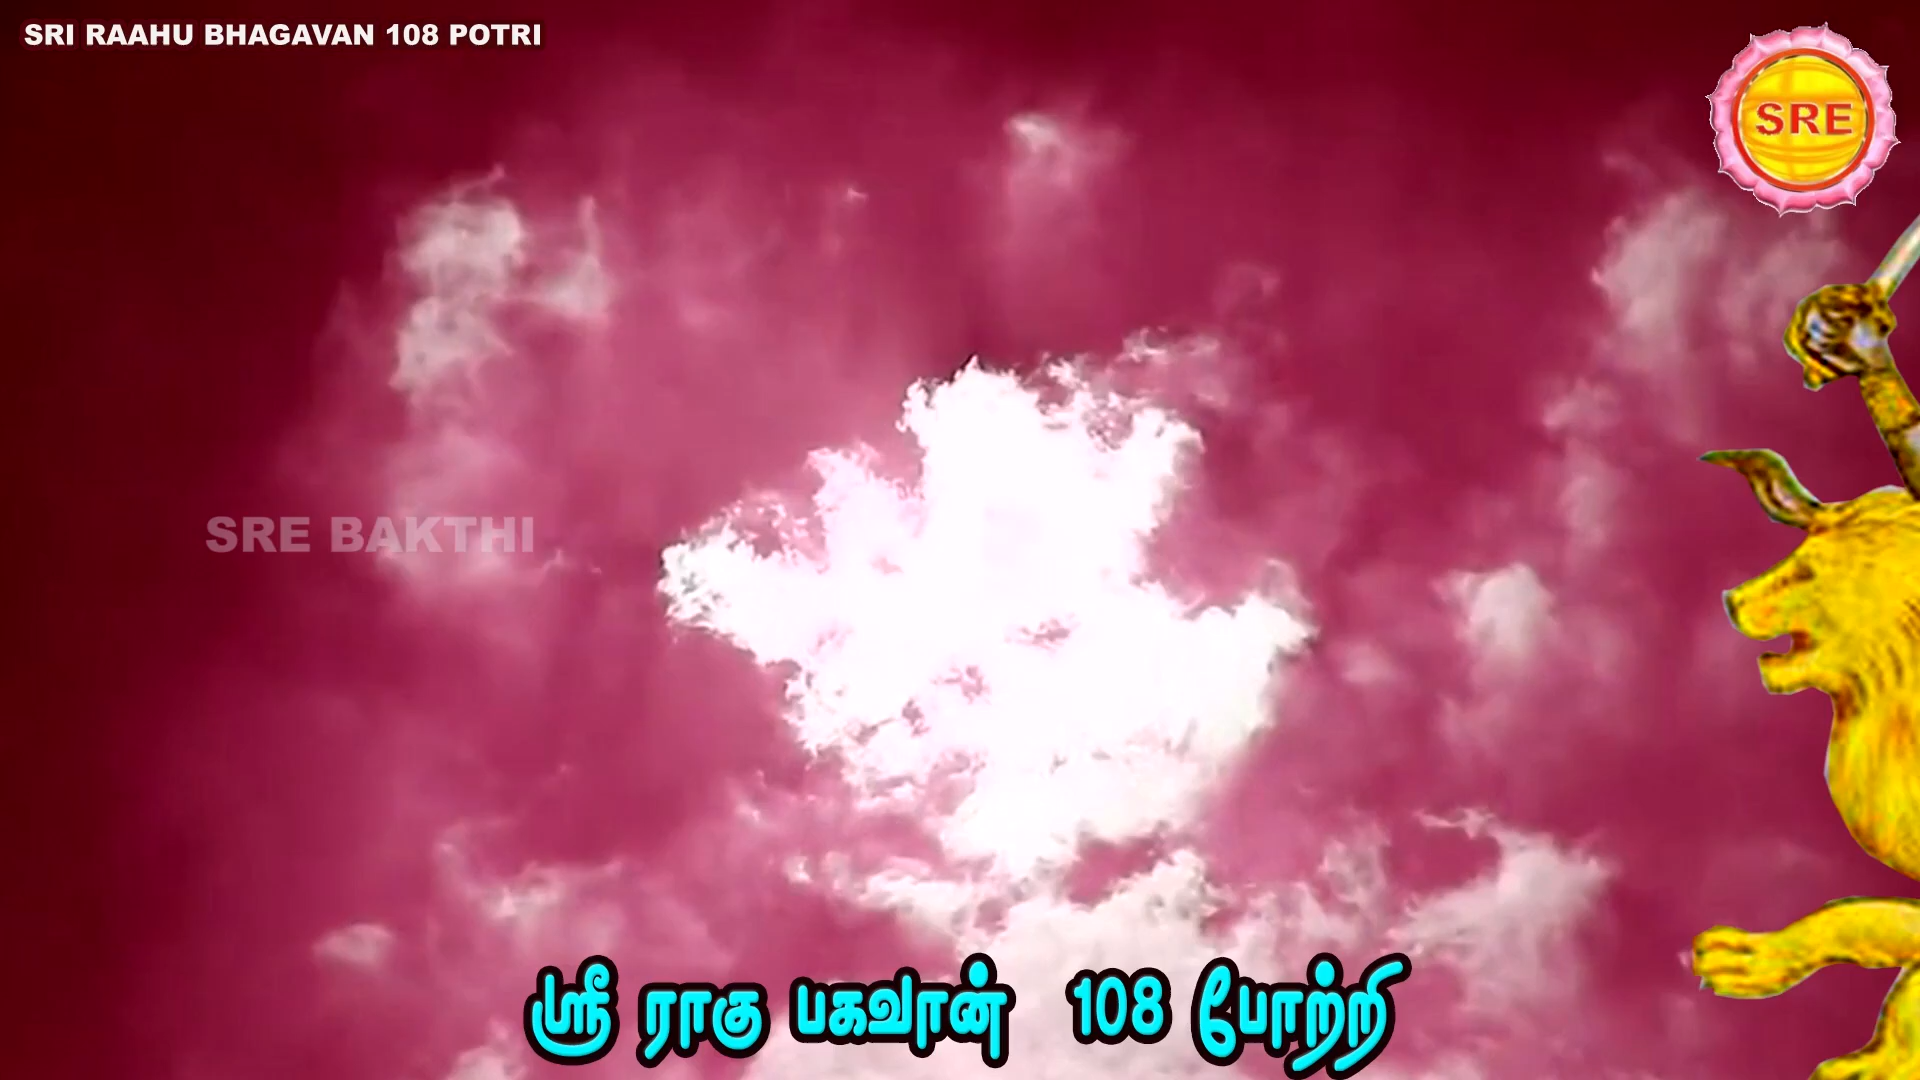 SRI RAAHU BHAGAVAN 108 POTRI
SRE
SRE BAKTHI
ஸ்ரீ ராகு பகவான் 108 போற்றி